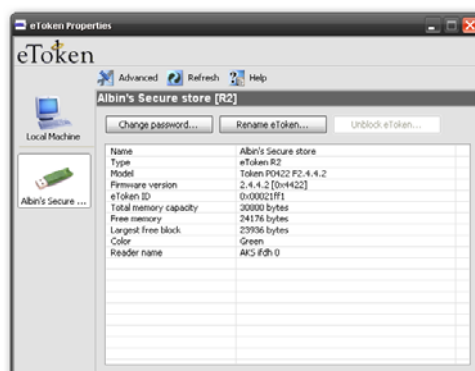 eToken Properties
eToken
Advanced Refresh Help
Albin's Secure store [R2]
Local Machine
Albin's Secure ...
Change password... Rename eToken... Unblock eToken...
Name Albin's Secure store
Type eToken R2
Model Token P0422 F2.4.4.2
Firmware version 2.4.4.2 [0x4422]
eToken ID 0x00021ff1
Total memory capacity 30800 bytes
Free memory 24176 bytes
Largest free block 23936 bytes
Color Green
Reader name AKS ifdh 0